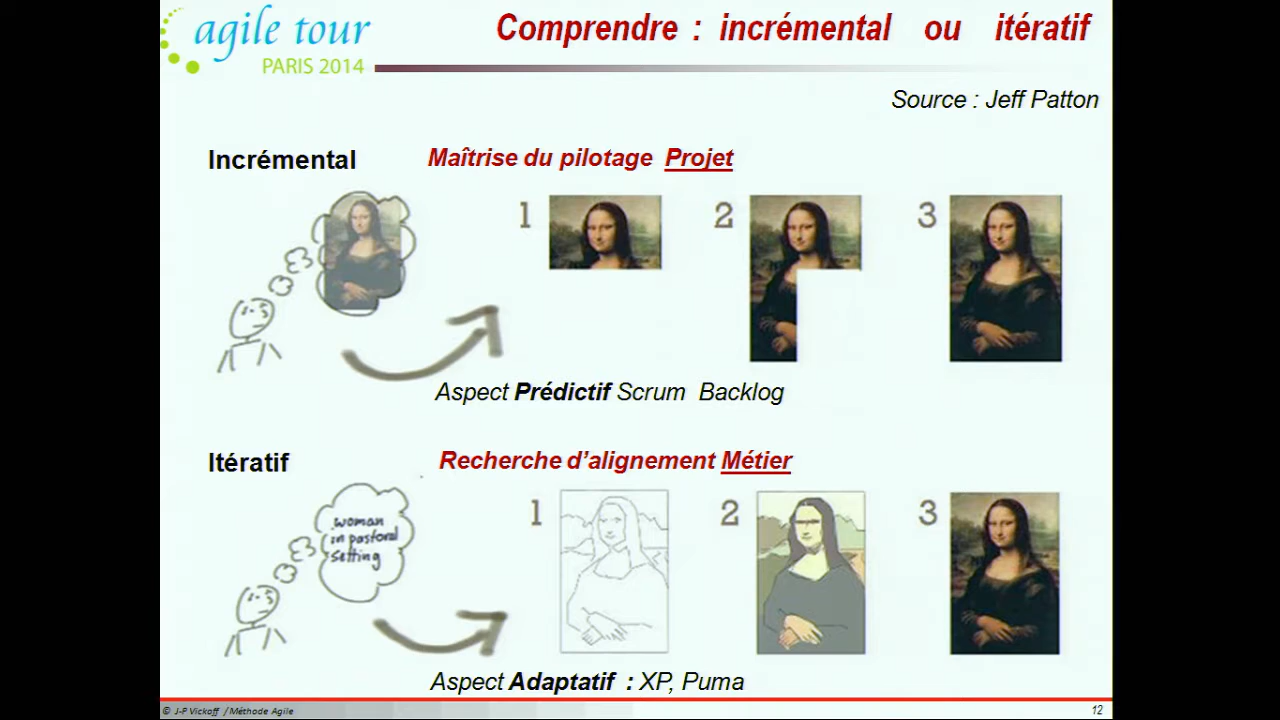 agile tour
PARIS 2014
Comprendre : incrémental ou itératif
Source : Jeff Patton
Incrémental
Maîtrise du pilotage Projet
1
2
3
Aspect Prédictif Scrum Backlog
Itératif
Recherche d’alignement Métier
woman
in pastoral
setting
1
2
3
Aspect Adaptatif : XP, Puma
© J-P Vickoff / Méthode Agile
12